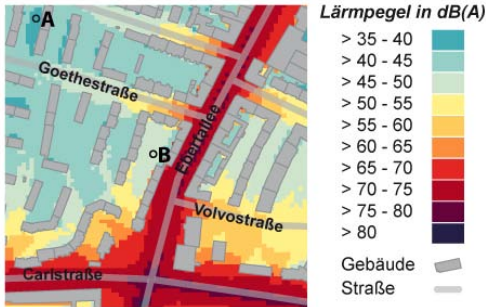 A
Goethestraße
Ebertallee
B
Volvostraße
Carlstraße
Lärmpegel in dB(A)
> 35 - 40
> 40 - 45
> 45 - 50
> 50 - 55
> 55 - 60
> 60 - 65
> 65 - 70
> 70 - 75
> 75 - 80
> 80
Gebäude
Straße